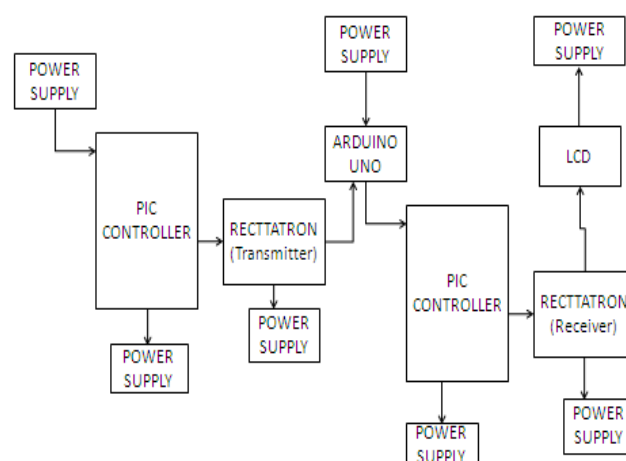 POWER
SUPPLY
PIC
CONTROLLER
POWER
SUPPLY
RECTTATRON
(Transmitter)
POWER
SUPPLY
POWER
SUPPLY
ARDUINO
UNO
PIC
CONTROLLER
POWER
SUPPLY
POWER
SUPPLY
LCD
RECTTATRON
(Receiver)
POWER
SUPPLY